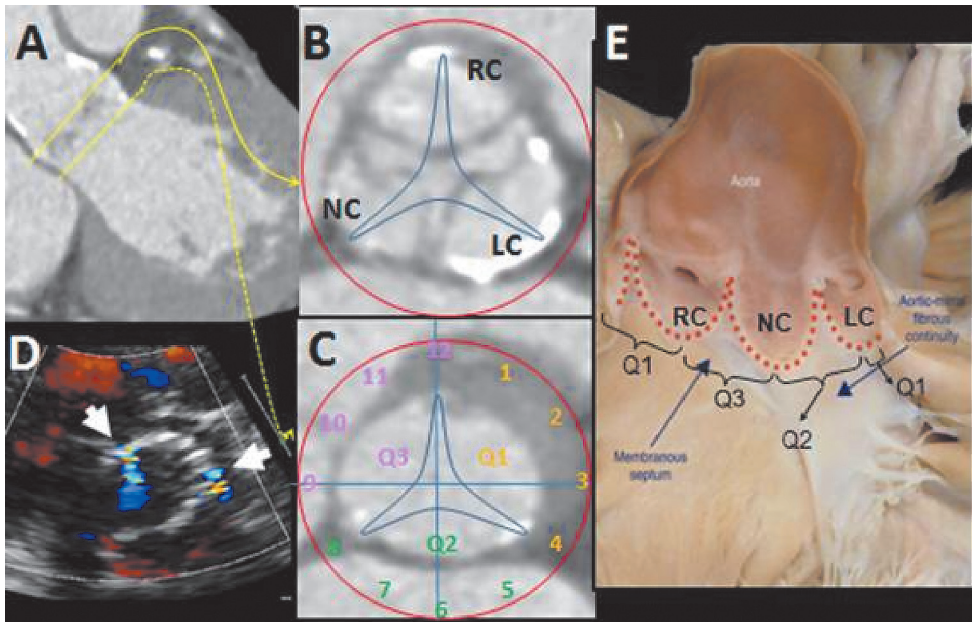 A
B
RC
NC
LC
E
Aorta
RC
NC
LC
Aortic-mitral
fibrous
continuity
Q1
Q3
Q2
Q1
Membranous
septum
D
C
12
11
1
10
2
Q3
Q1
9
3
8
Q2
4
7
5
6